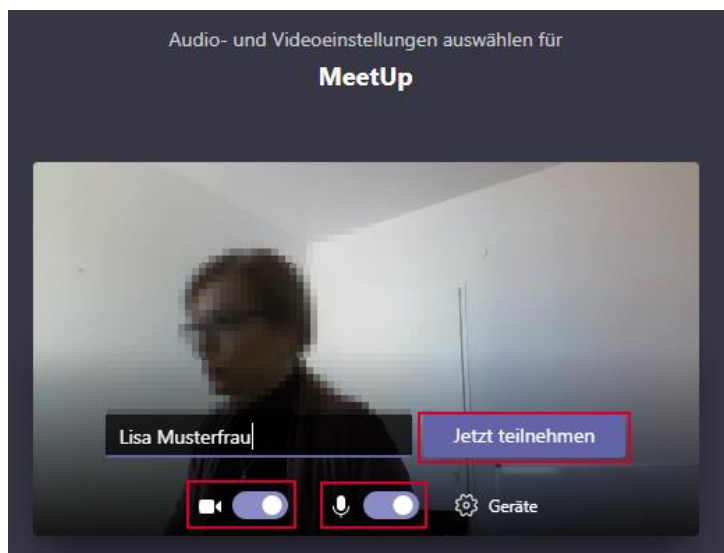 Audio- und Videoeinstellungen auswählen für
MeetUp
Lisa Musterfrau
Jetzt teilnehmen
Geräte